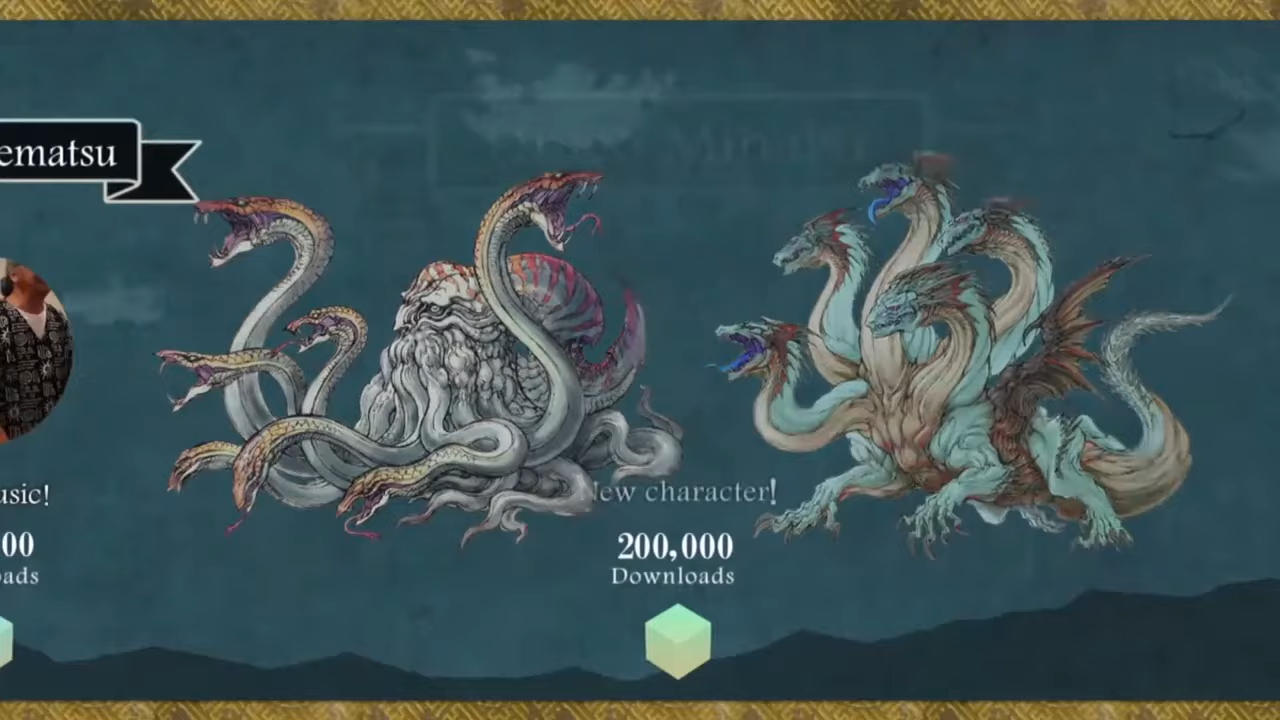 ematsu
usic!
00
oads
New character!
200,000
Downloads